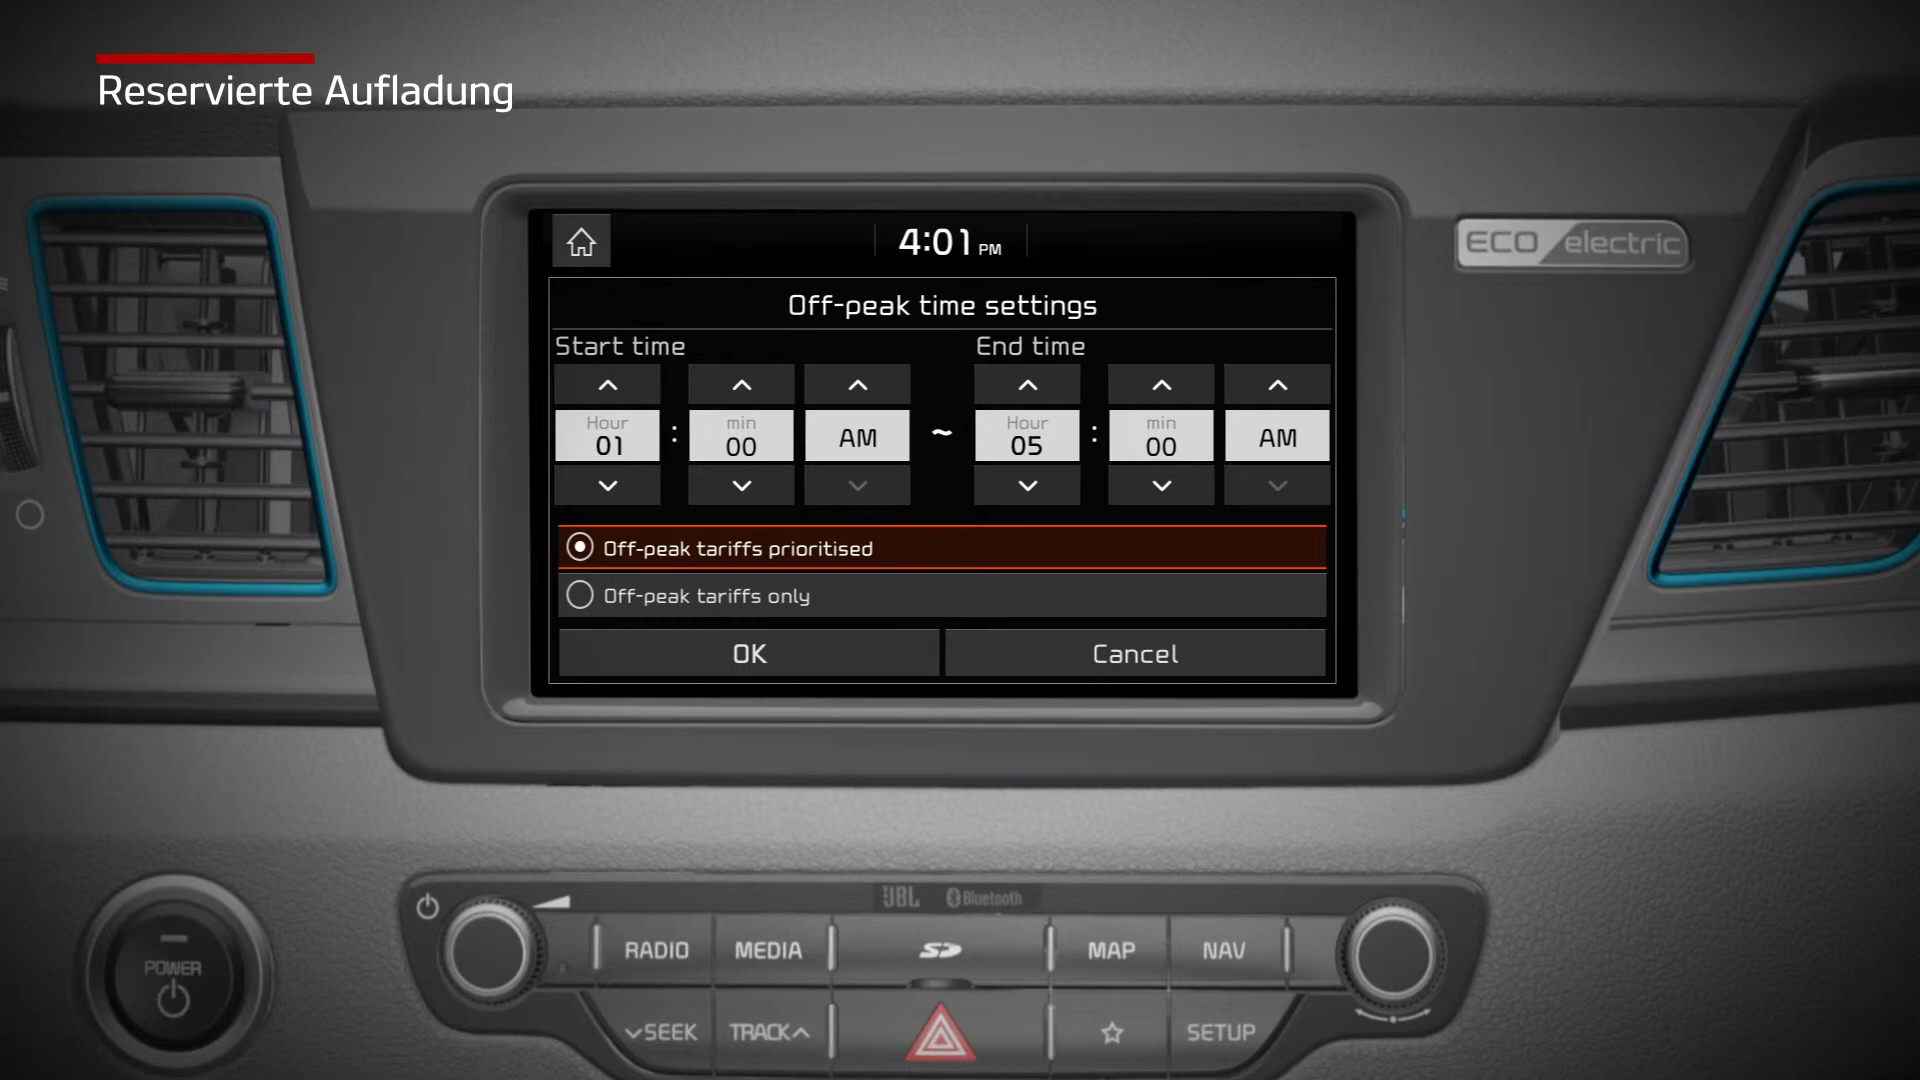 Reservierte Aufladung
4:01 PM
ECO electric
Off-peak time settings
Start time
End time
Hour
01
:
min
00
AM
~
Hour
05
:
min
00
AM
Off-peak tariffs prioritised
Off-peak tariffs only
OK
Cancel
JBL
Bluetooth
RADIO
MEDIA
SD
MAP
NAV
POWER
SEEK
TRACK
SETUP